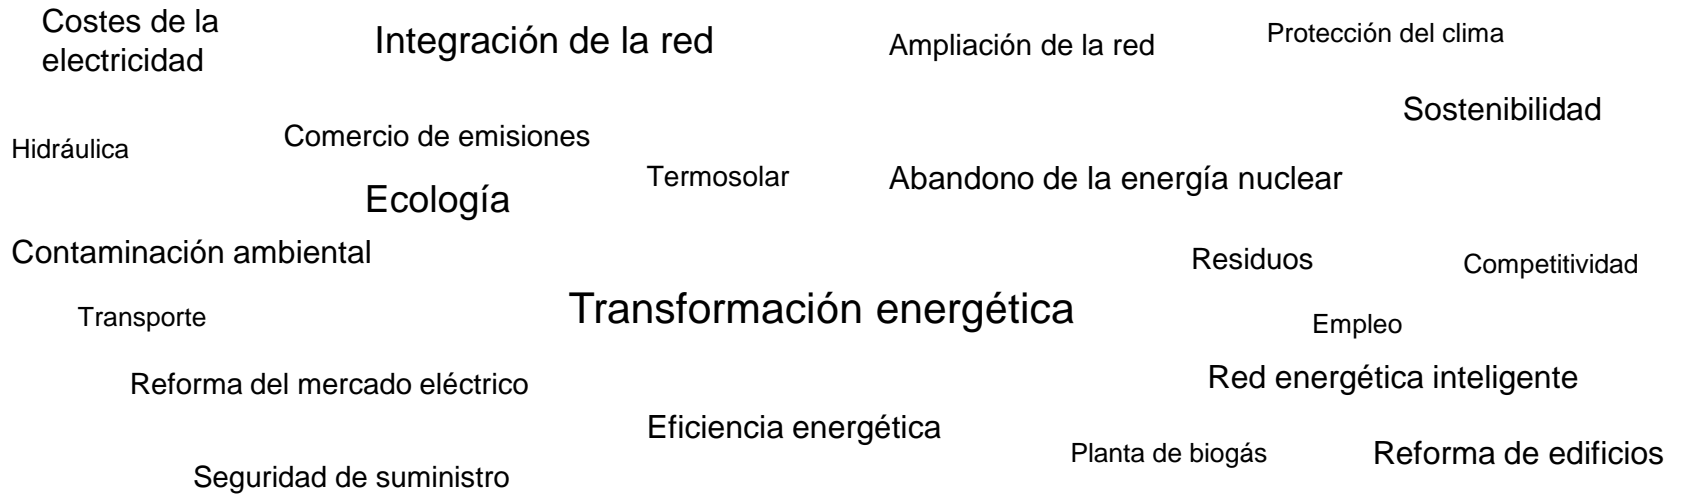 Costes de la
electricidad
Integración de la red
Ampliación de la red
Protección del clima
Sostenibilidad
Hidráulica
Comercio de emisiones
Termosolar
Abandono de la energía nuclear
Ecología
Contaminación ambiental
Residuos
Competitividad
Transporte
Transformación energética
Empleo
Reforma del mercado eléctrico
Red energética inteligente
Eficiencia energética
Planta de biogás
Reforma de edificios
Seguridad de suministro